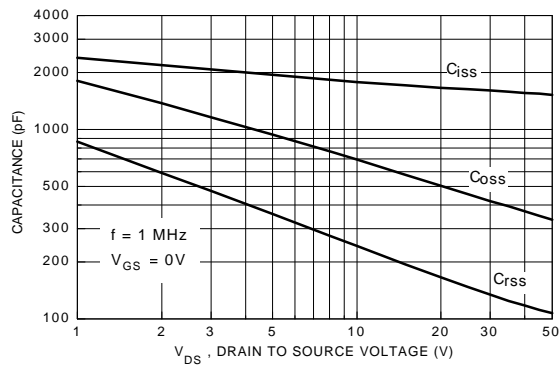 4000
2000
1000
500
300
200
100
CAPACITANCE (pF)
Ciss
Coss
Crss
f = 1 MHz
VGS = 0V
1
2
3
5
10
20
30
50
VDS , DRAIN TO SOURCE VOLTAGE (V)